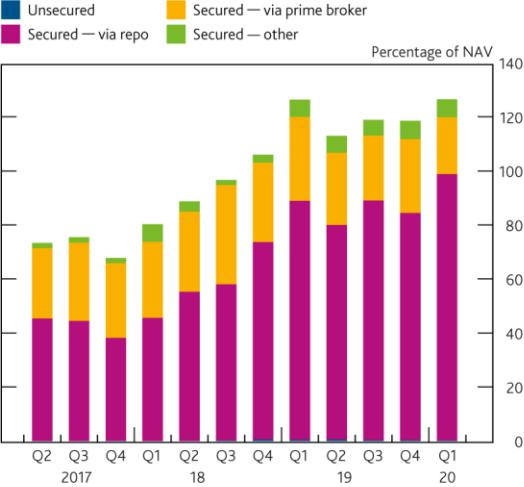 Unsecured
Secured — via prime broker
Secured — via repo
Secured — other
Percentage of NAV
140
120
100
80
60
40
20
0
Q2 Q3 Q4 Q1 Q2 Q3 Q4 Q1 Q2 Q3 Q4 Q1
2017 18 19 20